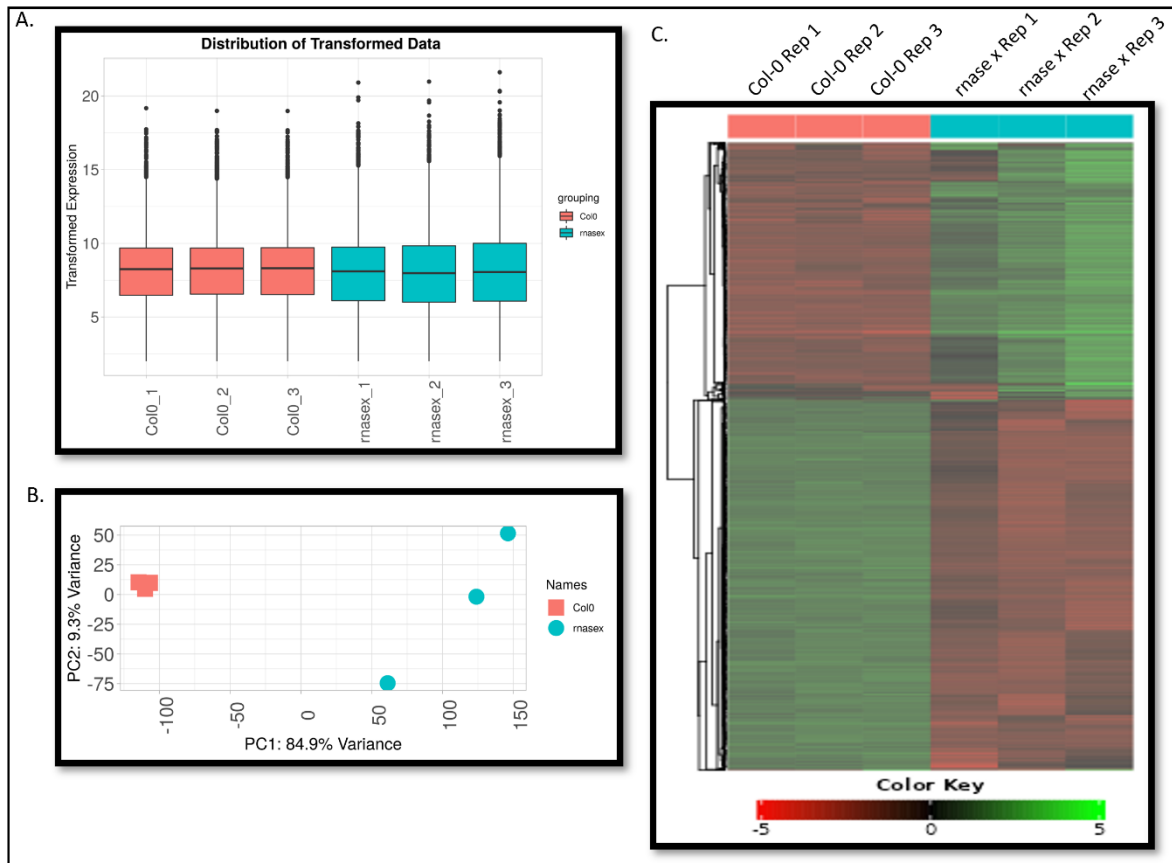 A.
Distribution of Transformed Data
Transformed Expression
20
15
10
5
Col0_1
Col0_2
Col0_3
rnasex_1
rnasex_2
rnasex_3
grouping
Col0
rnasex
B.
PC2: 9.3% Variance
50
25
0
-25
-50
-75
-100
-50
0
50
100
150
PC1: 84.9% Variance
Names
Col0
rnasex
C.
Col-0 Rep 1
Col-0 Rep 2
Col-0 Rep 3
rnase x Rep 1
rnase x Rep 2
rnase x Rep 3
Color Key
-5
0
5